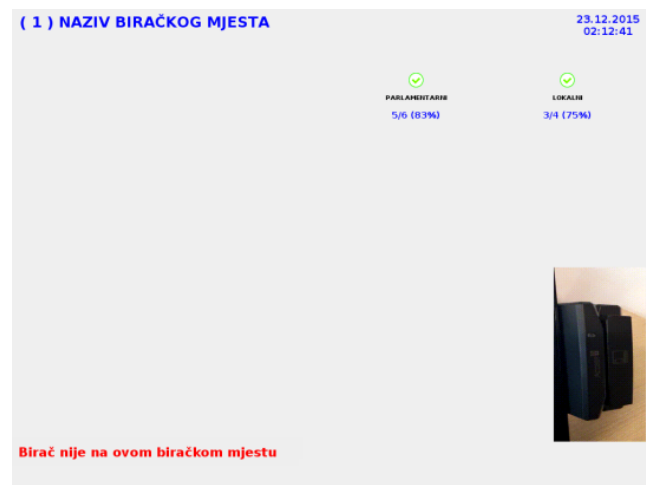 ( 1 ) NAZIV BIRAČKOG MJESTA
23.12.2015
02:12:41
PARLAMENTARNI
LOKALNI
5/6 (83%)
3/4 (75%)
Birač nije na ovom biračkom mjestu